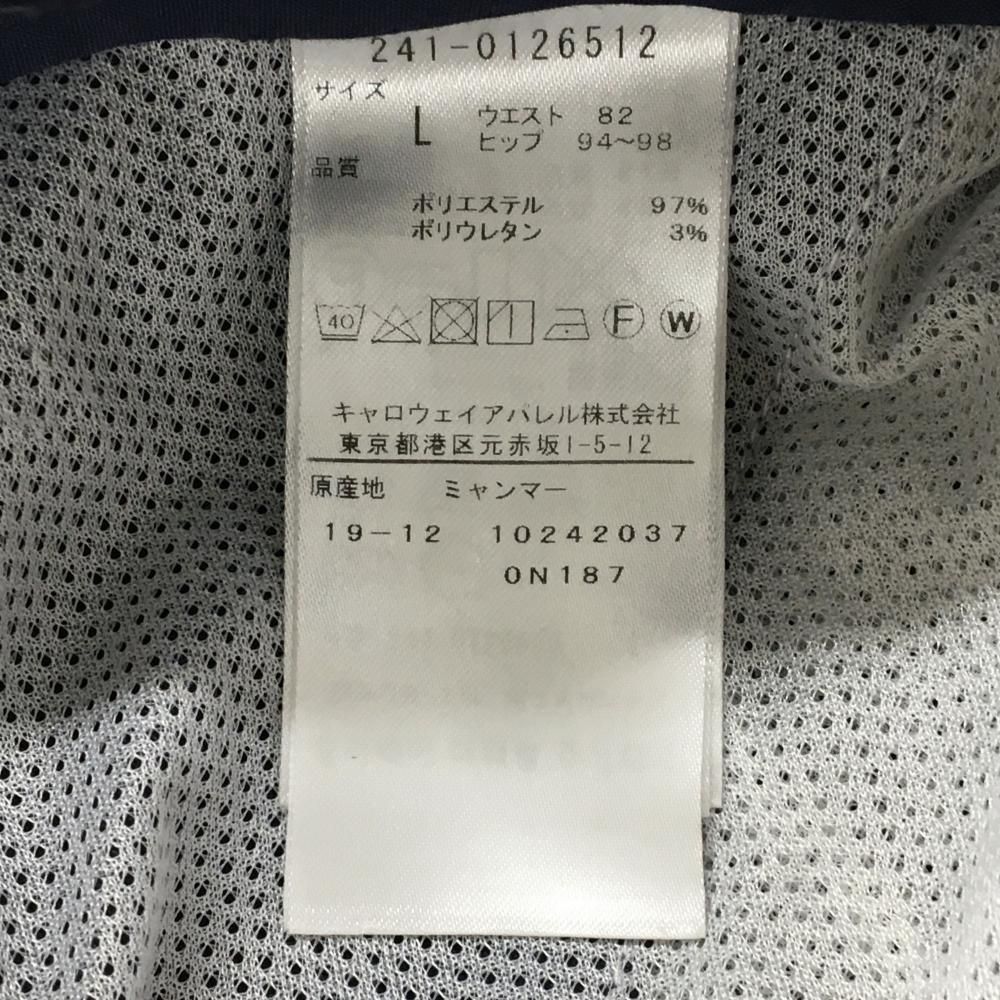 241-0126512
サイズ
L ウエスト 82
ヒップ 94～98
品質
ポリエステル 97%
ポリウレタン 3%
40 F W
キャロウェイアパレル株式会社
東京都港区元赤坂1-5-12
原産地 ミャンマー
19-12 10242037
0N187